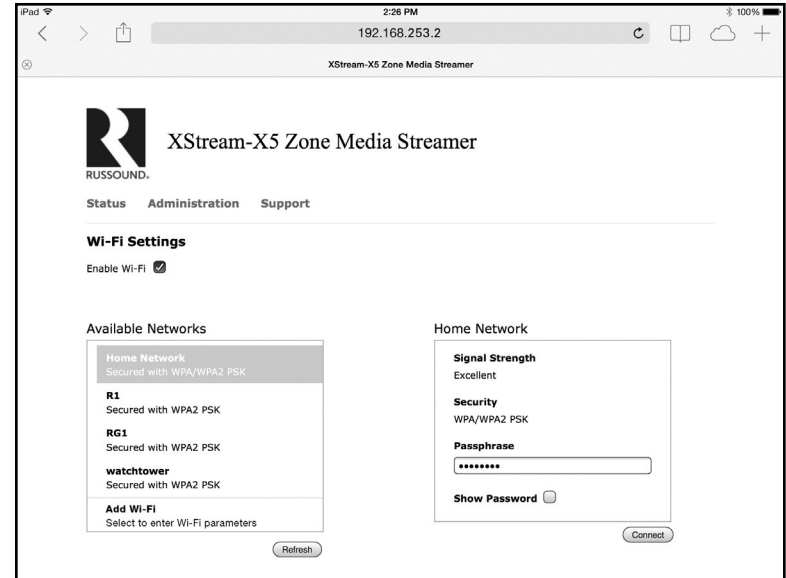 iPad 2:26 PM 100%
192.168.253.2
XStream-X5 Zone Media Streamer
XStream-X5 Zone Media Streamer
RUSSOUND.
Status Administration Support
Wi-Fi Settings
Enable Wi-Fi
Available Networks
Home Network
Secured with WPA/WPA2 PSK
R1
Secured with WPA2 PSK
RG1
Secured with WPA2 PSK
watchtower
Secured with WPA2 PSK
Add Wi-Fi
Select to enter Wi-Fi parameters
Refresh
Home Network
Signal Strength
Excellent
Security
WPA/WPA2 PSK
Passphrase
••••••••
Show Password
Connect